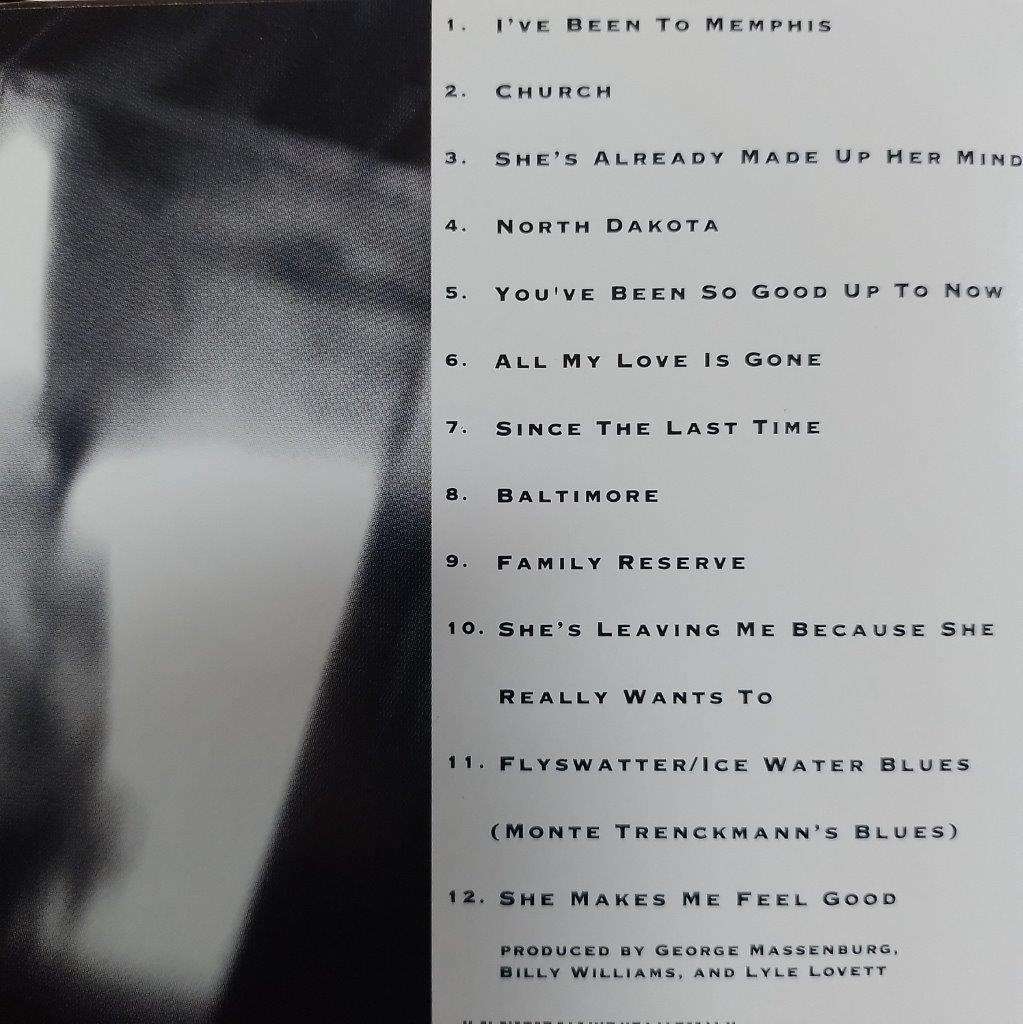 1. I'VE BEEN TO MEMPHIS
2. CHURCH
3. SHE'S ALREADY MADE UP HER MIND
4. NORTH DAKOTA
5. YOU'VE BEEN SO GOOD UP TO NOW
6. ALL MY LOVE IS GONE
7. SINCE THE LAST TIME
8. BALTIMORE
9. FAMILY RESERVE
10. SHE'S LEAVING ME BECAUSE SHE
REALLY WANTS TO
11. FLYSWATTER/ICE WATER BLUES
(MONTE TRENCKMANN'S BLUES)
12. SHE MAKES ME FEEL GOOD
PRODUCED BY GEORGE MASSENBURG,
BILLY WILLIAMS, AND LYLE LOVETT